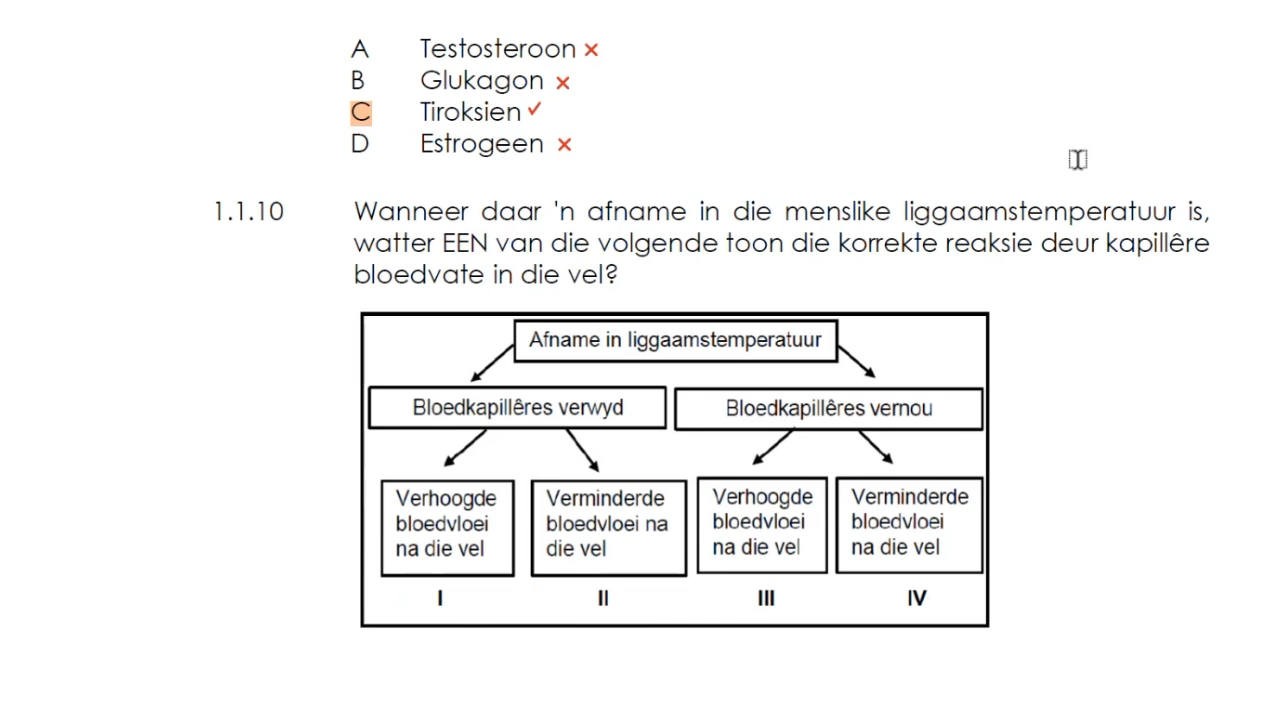 A Testosteroon ×
B Glukagon ×
C Tiroksien ✓
D Estrogeen ×
1.1.10 Wanneer daar 'n afname in die menslike liggaamstemperatuur is,
watter EEN van die volgende toon die korrekte reaksie deur kapillêre
bloedvate in die vel?
Afname in liggaamstemperatuur
Bloedkapillêres verwyd
Bloedkapillêres vernou
Verhoogde
bloedvloei
na die vel
Verminderde
bloedvloei na
die vel
Verhoogde
bloedvloei
na die vel
Verminderde
bloedvloei
na die vel
I II III IV